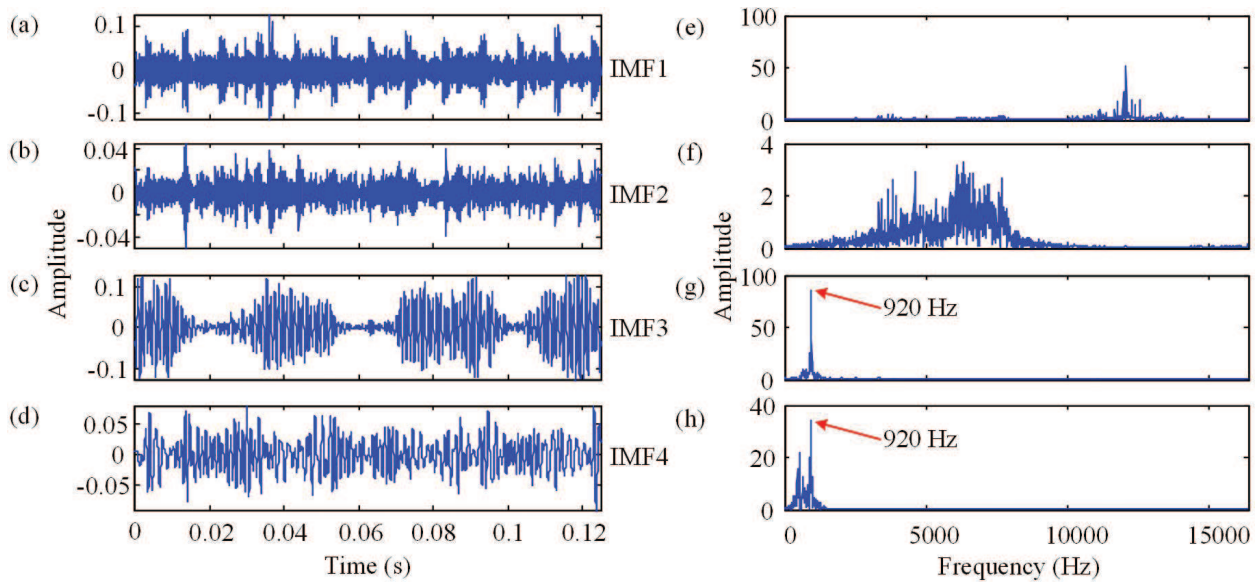 (a)
0.1
0
-0.1
IMF1
(b)
0.04
0
-0.04
IMF2
(c)
0.1
0
-0.1
IMF3
(d)
0.05
0
-0.05
IMF4
Amplitude
0 0.02 0.04 0.06 0.08 0.1 0.12
Time (s)
(e)
100
50
0
(f)
4
2
0
(g)
100
50
0
920 Hz
(h)
40
20
0
920 Hz
Amplitude
0 5000 10000 15000
Frequency (Hz)